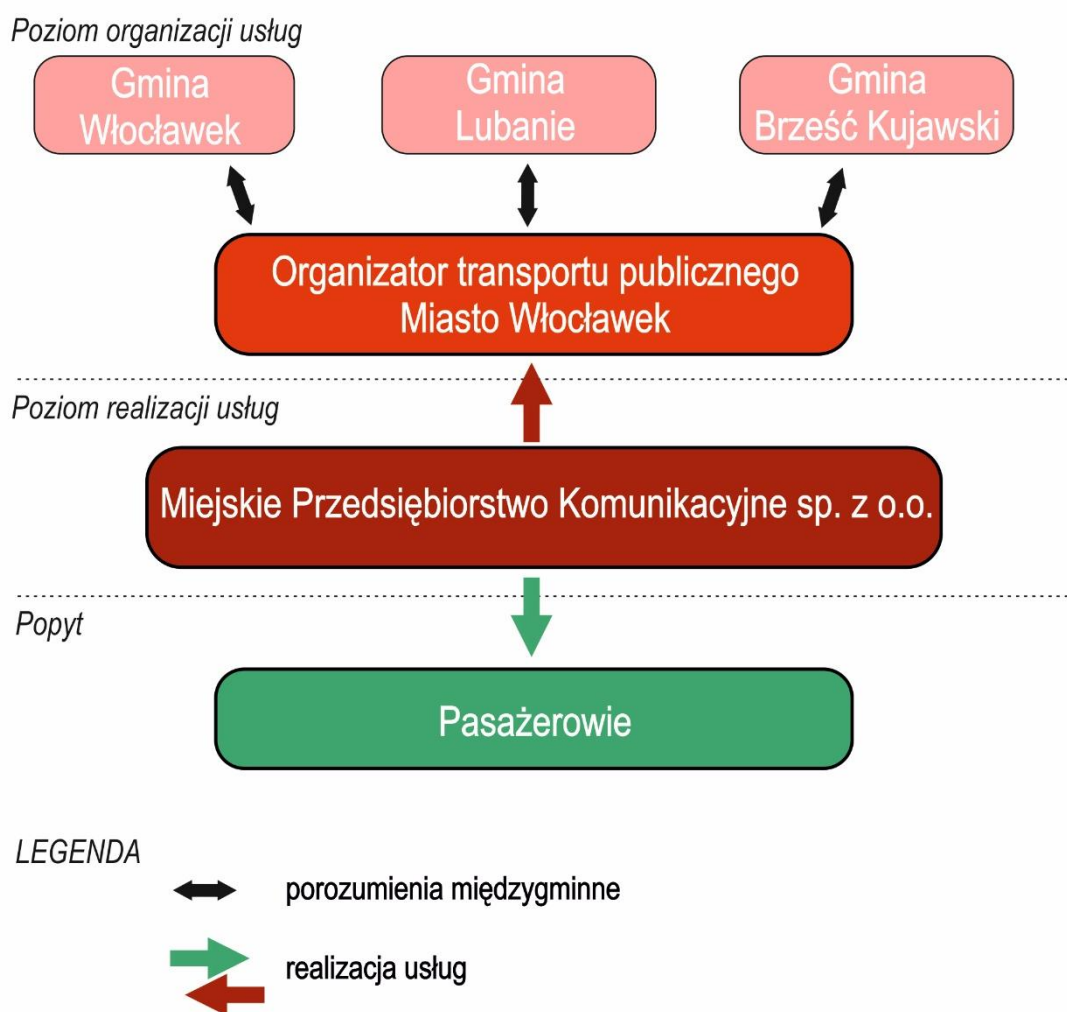 Poziom organizacji usług
Gmina
Włocławek
Gmina
Lubanie
Gmina
Brześć Kujawski
Organizator transportu publicznego
Miasto Włocławek
Poziom realizacji usług
Miejskie Przedsiębiorstwo Komunikacyjne sp. z o.o.
Popyt
Pasażerowie
LEGENDA
porozumienia międzygminne
realizacja usług